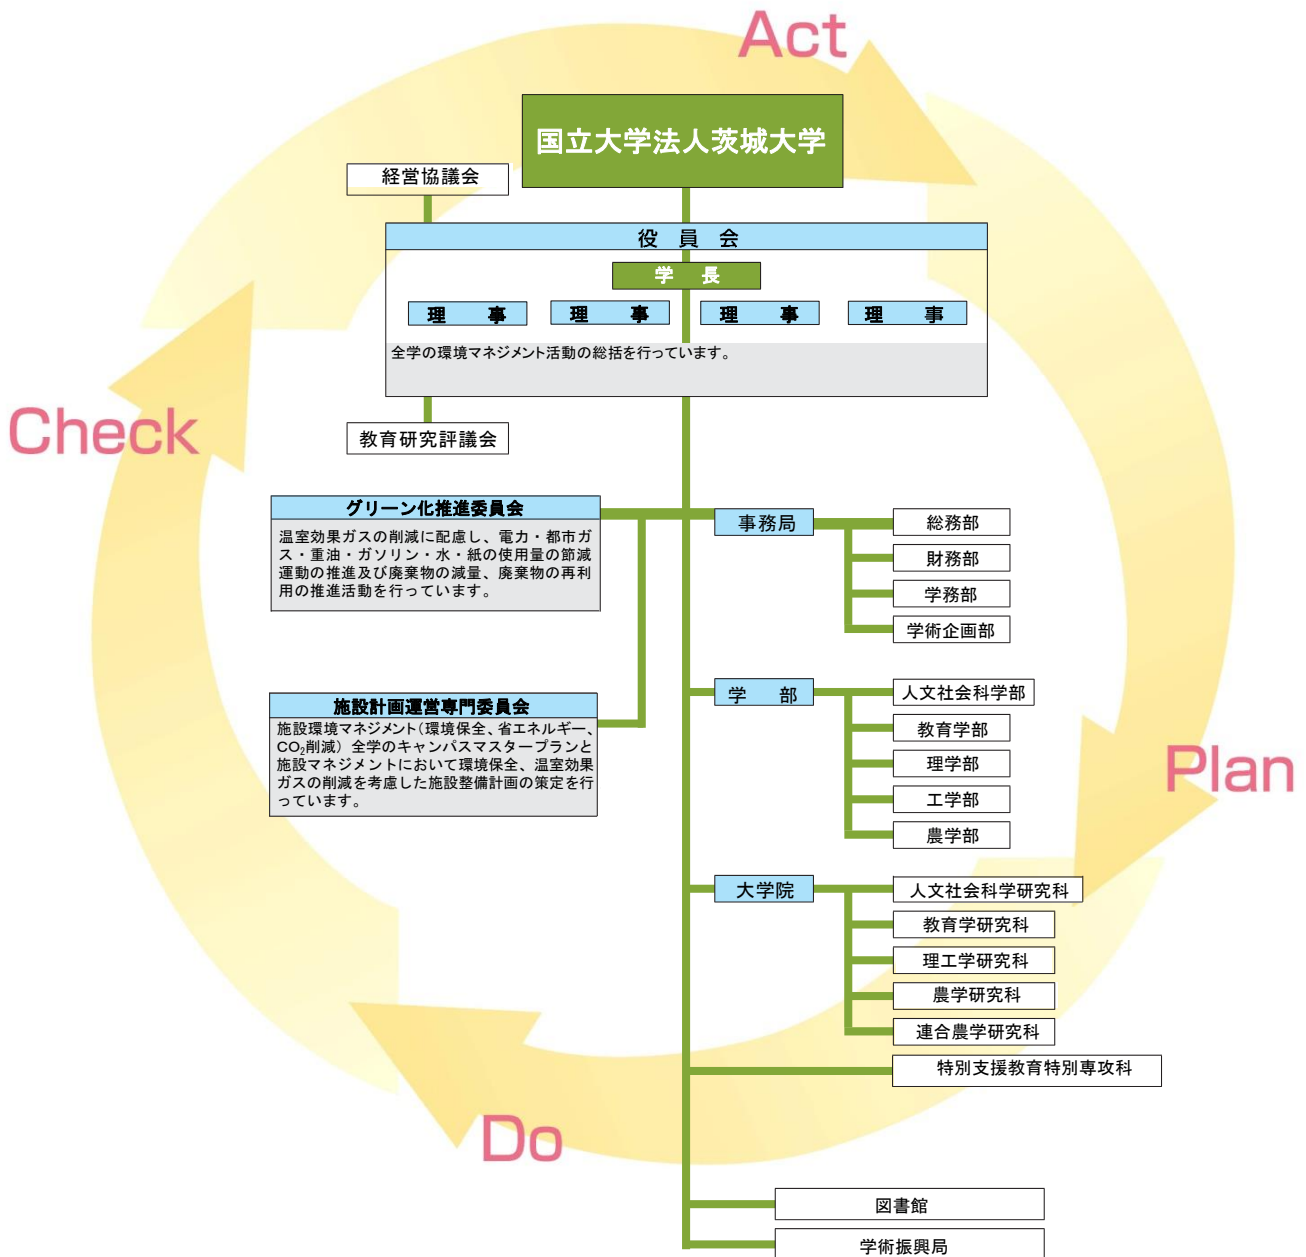 Act
国立大学法人茨城大学
経営協議会
役　員　会
学　長
理　事
理　事
理　事
理　事
全学の環境マネジメント活動の総括を行っています。
Check
教育研究評議会
グリーン化推進委員会
温室効果ガスの削減に配慮し、電力・都市ガ
ス・重油・ガソリン・水・紙の使用量の節減
運動の推進及び廃棄物の減量、廃棄物の再利
用の推進活動を行っています。
事務局
総務部
財務部
学務部
学術企画部
施設計画運営専門委員会
施設環境マネジメント（環境保全、省エネルギー、
CO₂削減）全学のキャンパスマスタープランと
施設マネジメントにおいて環境保全、温室効果
ガスの削減を考慮した施設整備計画の策定を行
っています。
学　部
人文社会科学部
教育学部
理学部
工学部
農学部
Plan
大学院
人文社会科学研究科
教育学研究科
理工学研究科
農学研究科
連合農学研究科
特別支援教育特別専攻科
Do
図書館
学術振興局